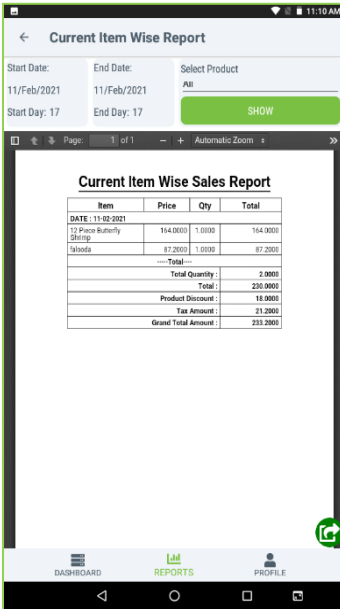 11:10 AM
Current Item Wise Report
Start Date: End Date: Select Product
11/Feb/2021 11/Feb/2021 All
Start Day: 17 End Day: 17 SHOW
Page: 1 of 1 Automatic Zoom
Current Item Wise Sales Report
Item Price Qty Total
DATE : 11-02-2021
12 Piece Butterfly 164.0000 1.0000 164.0000
Shrimp
falooda 87.2000 1.0000 87.2000
-----Total----
Total Quantity : 2.0000
Total : 230.0000
Product Discount : 18.0000
Tax Amount : 21.2000
Grand Total Amount : 233.2000
DASHBOARD REPORTS PROFILE